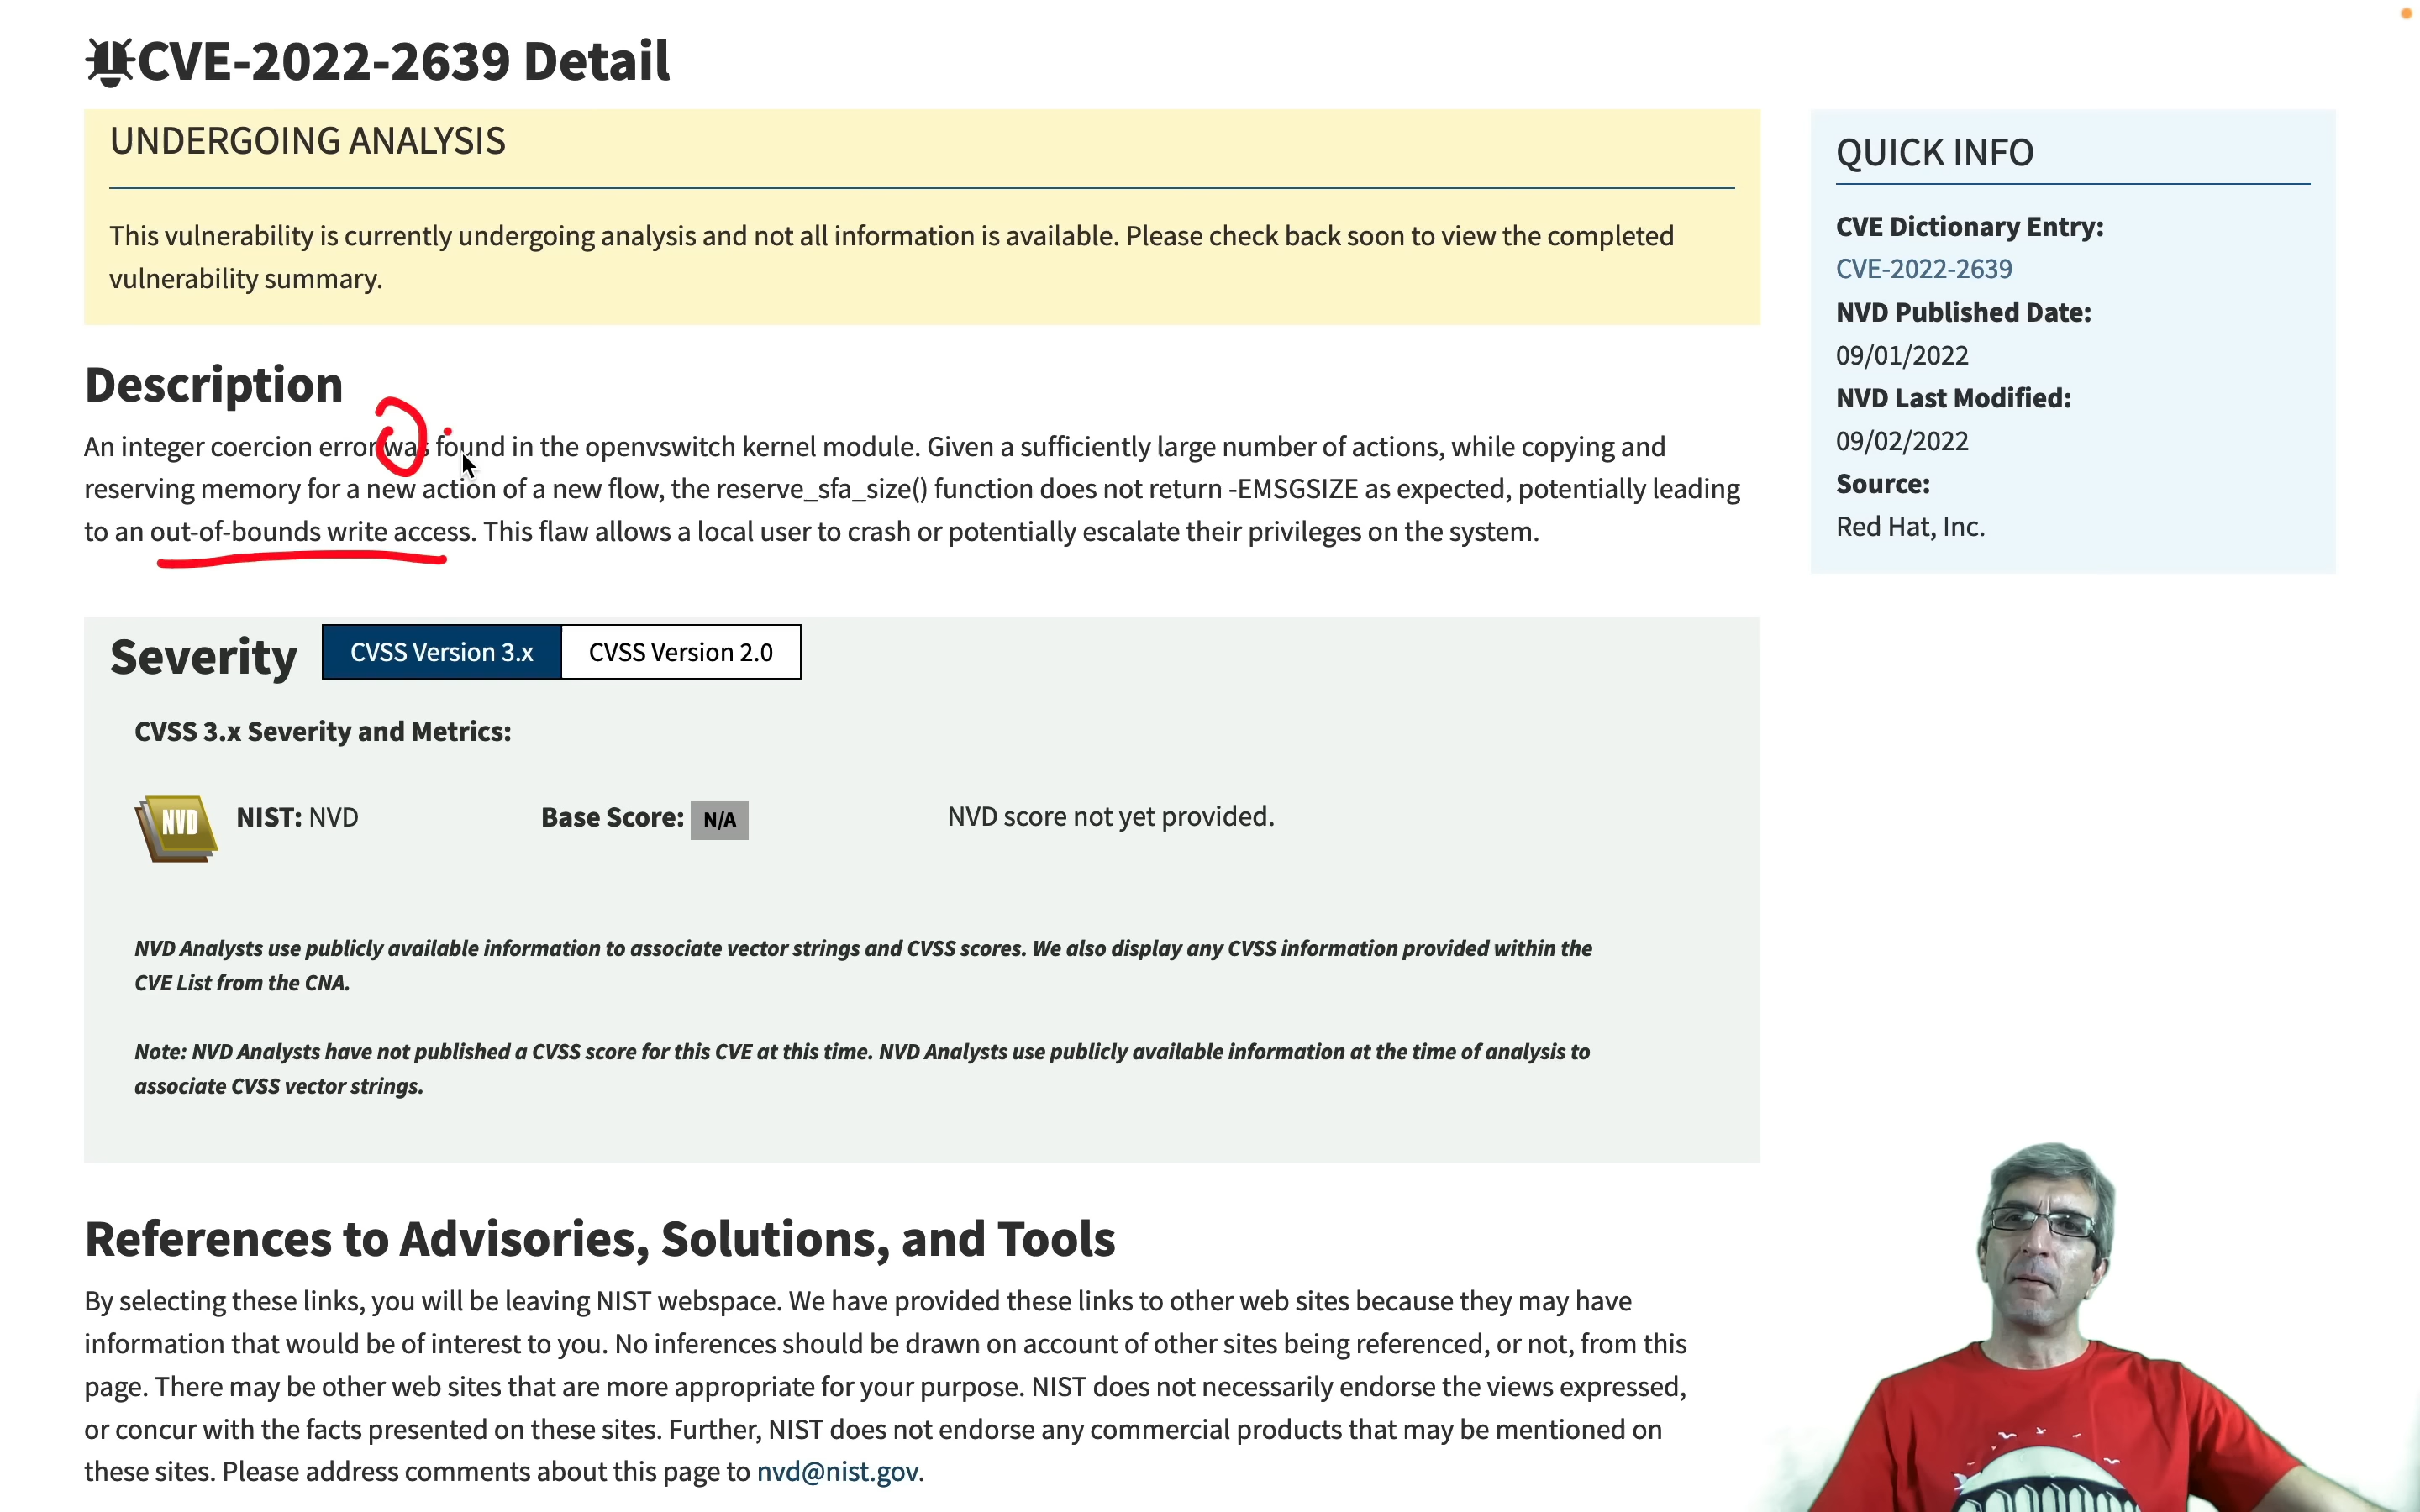 CVE-2022-2639 Detail
UNDERGOING ANALYSIS
This vulnerability is currently undergoing analysis and not all information is available. Please check back soon to view the completed
vulnerability summary.
Description
An integer coercion error was found in the openvswitch kernel module. Given a sufficiently large number of actions, while copying and
reserving memory for a new action of a new flow, the reserve_sfa_size() function does not return -EMSGSIZE as expected, potentially leading
to an out-of-bounds write access. This flaw allows a local user to crash or potentially escalate their privileges on the system.
QUICK INFO
CVE Dictionary Entry:
CVE-2022-2639
NVD Published Date:
09/01/2022
NVD Last Modified:
09/02/2022
Source:
Red Hat, Inc.
Severity CVSS Version 3.x CVSS Version 2.0
CVSS 3.x Severity and Metrics:
NVD NIST: NVD Base Score: N/A NVD score not yet provided.
NVD Analysts use publicly available information to associate vector strings and CVSS scores. We also display any CVSS information provided within the
CVE List from the CNA.
Note: NVD Analysts have not published a CVSS score for this CVE at this time. NVD Analysts use publicly available information at the time of analysis to
associate CVSS vector strings.
References to Advisories, Solutions, and Tools
By selecting these links, you will be leaving NIST webspace. We have provided these links to other web sites because they may have
information that would be of interest to you. No inferences should be drawn on account of other sites being referenced, or not, from this
page. There may be other web sites that are more appropriate for your purpose. NIST does not necessarily endorse the views expressed,
or concur with the facts presented on these sites. Further, NIST does not endorse any commercial products that may be mentioned on
these sites. Please address comments about this page to nvd@nist.gov.